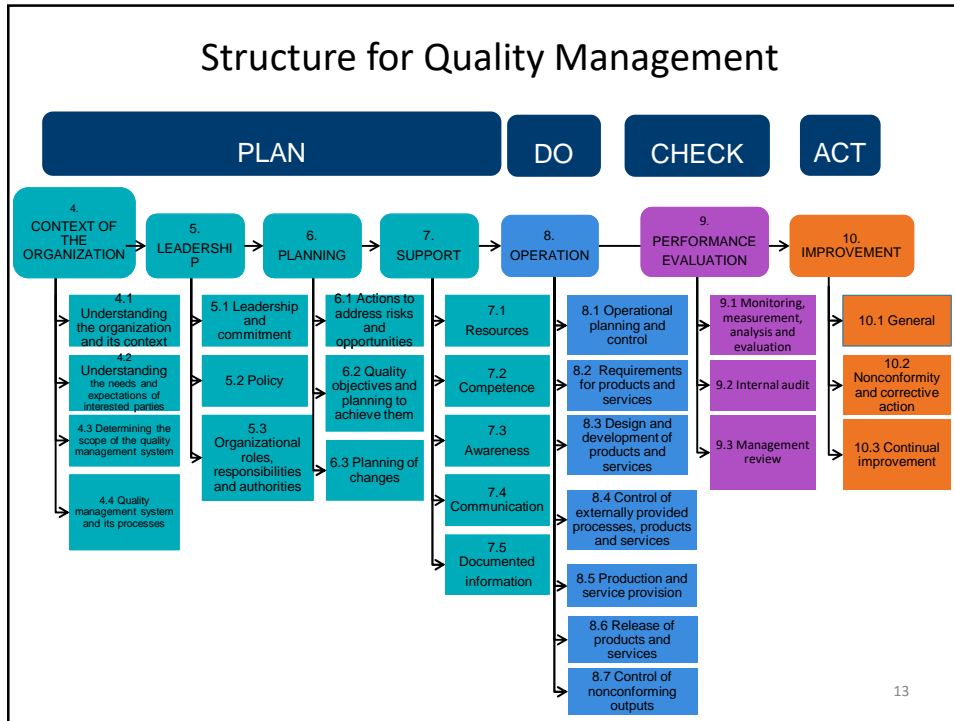 Structure for Quality Management
PLAN
DO
CHECK
ACT
4.
CONTEXT OF
THE
ORGANIZATION
5.
LEADERSHI
P
6.
PLANNING
7.
SUPPORT
8.
OPERATION
9.
PERFORMANCE
EVALUATION
10.
IMPROVEMENT
4.1
Understanding
the organization
and its context
4.2
Understanding
the needs and
expectations of
interested parties
4.3 Determining the
scope of the quality
management system
4.4 Quality
management system
and its processes
5.1 Leadership
and
commitment
5.2 Policy
5.3
Organizational
roles,
responsibilities
and authorities
6.1 Actions to
address risks
and
opportunities
6.2 Quality
objectives and
planning to
achieve them
6.3 Planning of
changes
7.1
Resources
7.2
Competence
7.3
Awareness
7.4
Communication
7.5
Documented
information
8.1 Operational
planning and
control
8.2 Requirements
for products and
services
8.3 Design and
development of
products and
services
8.4 Control of
externally provided
processes, products
and services
8.5 Production and
service provision
8.6 Release of
products and
services
8.7 Control of
nonconforming
outputs
9.1 Monitoring,
measurement,
analysis and
evaluation
9.2 Internal audit
9.3 Management
review
10.1 General
10.2
Nonconformity
and corrective
action
10.3 Continual
improvement
13